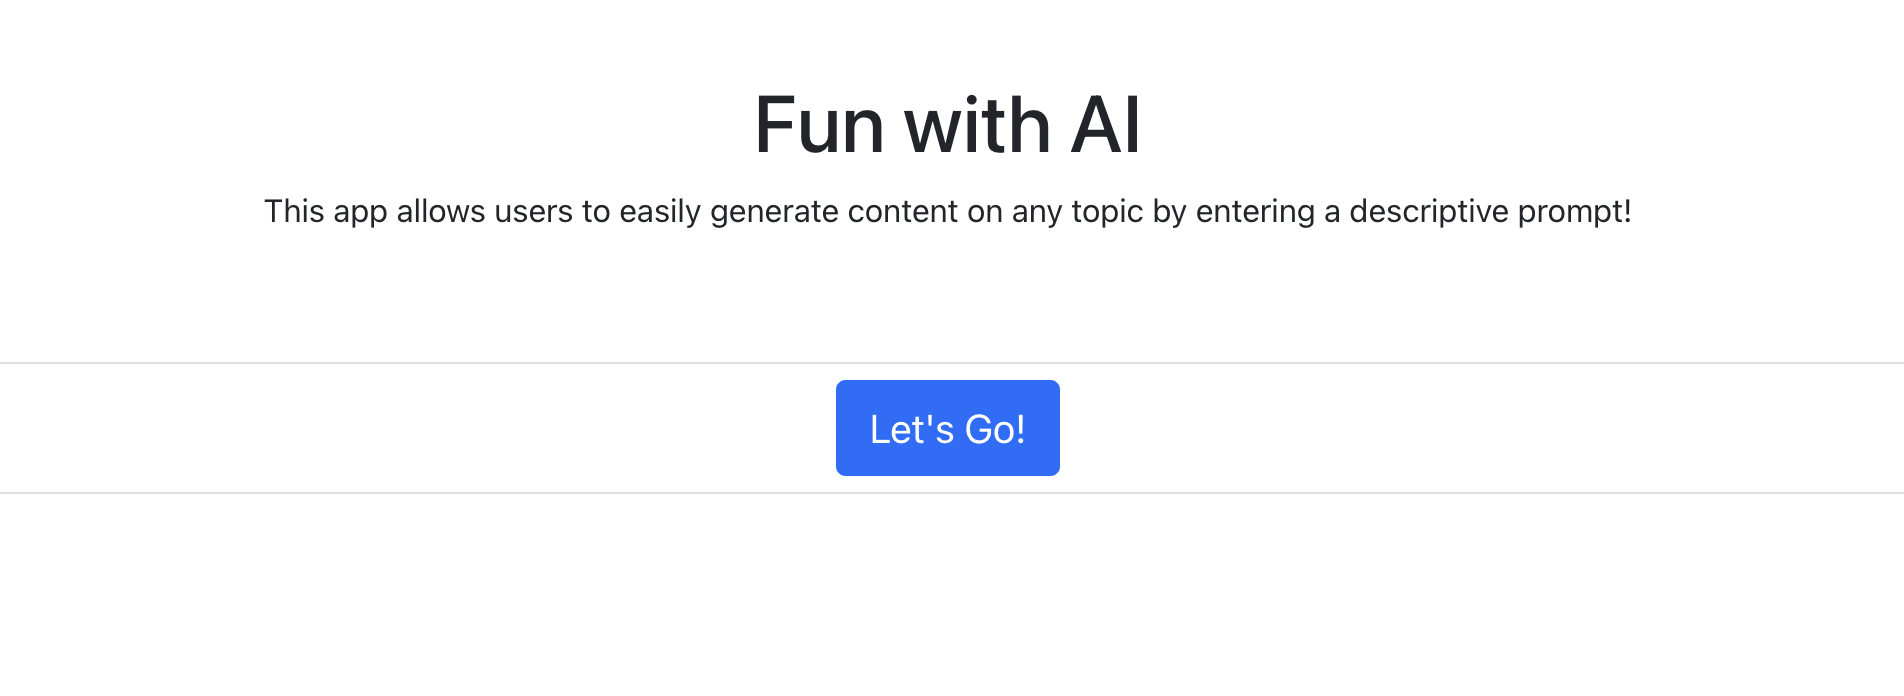 Fun with AI
This app allows users to easily generate content on any topic by entering a descriptive prompt!
Let's Go!